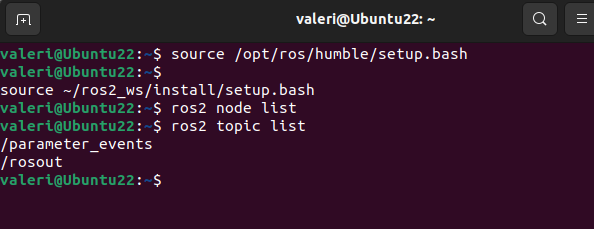 valeri@Ubuntu22: ~
valeri@Ubuntu22:~$ source /opt/ros/humble/setup.bash
valeri@Ubuntu22:~$
source ~/ros2_ws/install/setup.bash
valeri@Ubuntu22:~$ ros2 node list
valeri@Ubuntu22:~$ ros2 topic list
/parameter_events
/rosout
valeri@Ubuntu22:~$